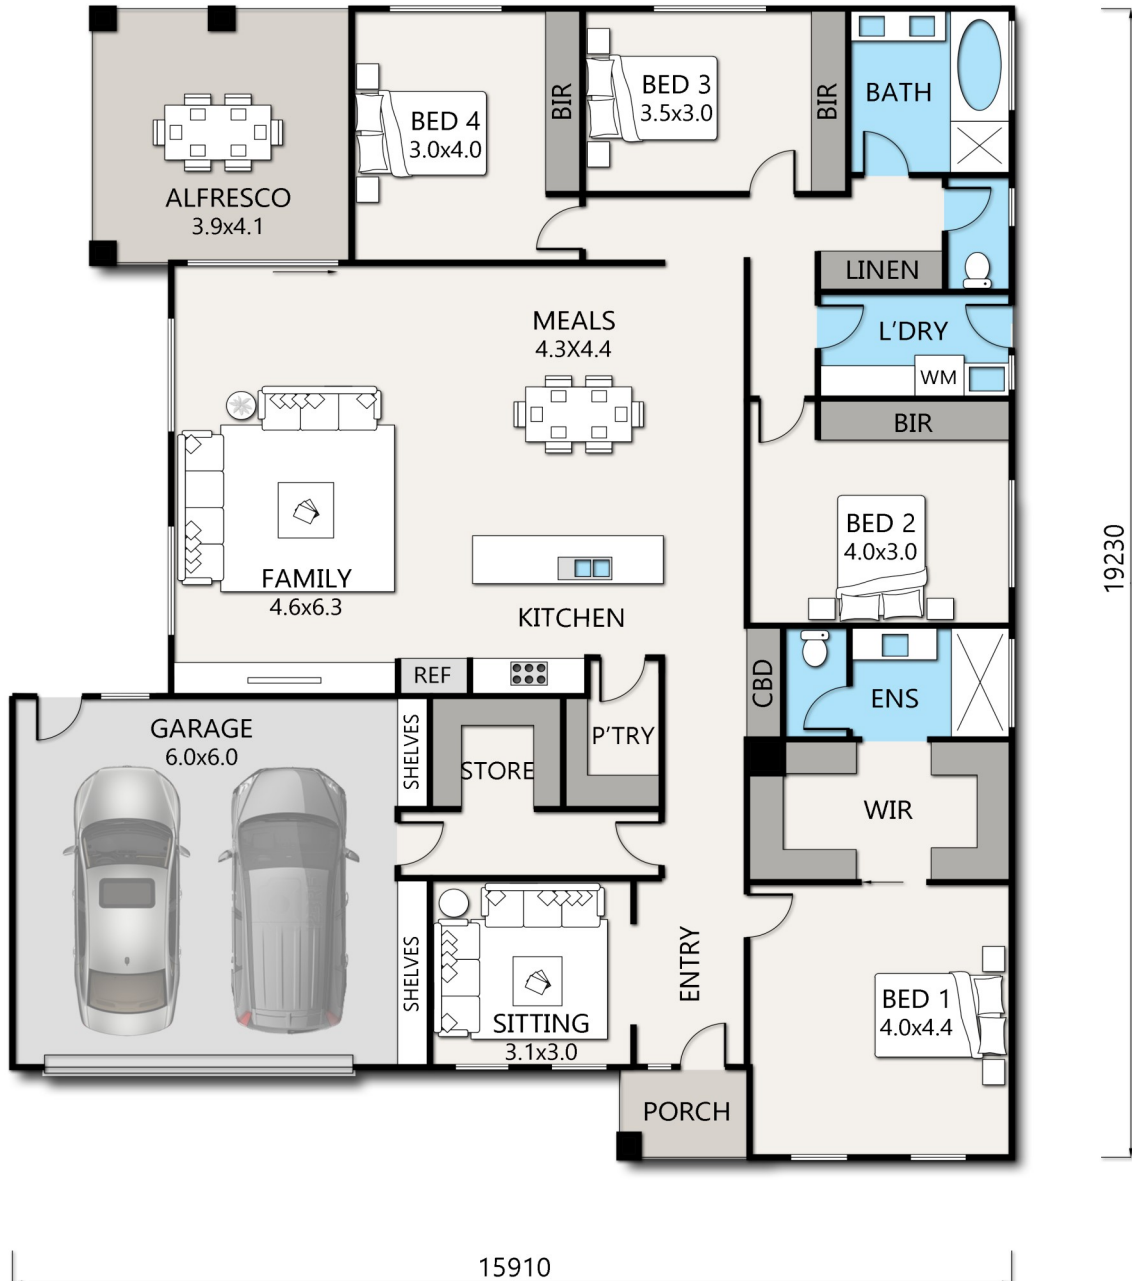 BED 4
3.0x4.0
BIR
BED 3
3.5x3.0
BIR
BATH
ALFRESCO
3.9x4.1
LINEN
MEALS
4.3X4.4
L'DRY
WM
BIR
BED 2
4.0x3.0
FAMILY
4.6x6.3
KITCHEN
19230
REF
CBD
ENS
GARAGE
6.0x6.0
SHELVES
STORE
P'TRY
WIR
SHELVES
ENTRY
SITTING
3.1x3.0
BED 1
4.0x4.4
PORCH
15910